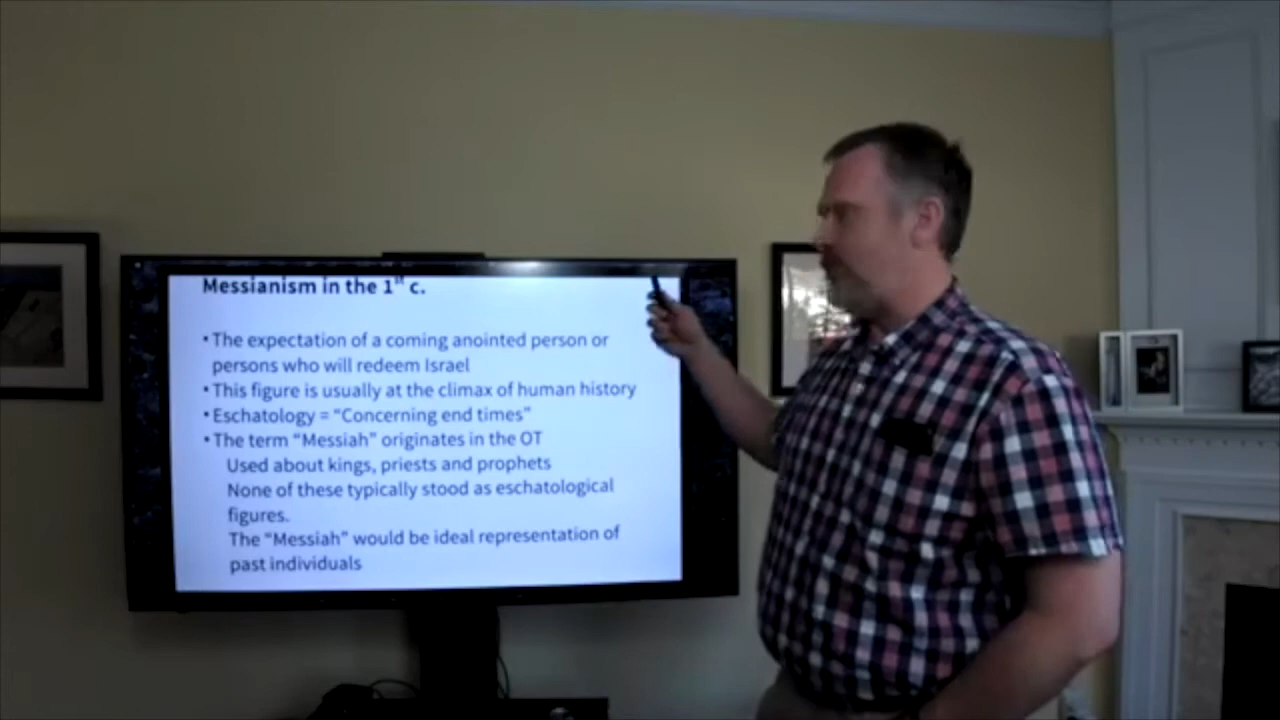 Messianism in the 1st c.
• The expectation of a coming anointed person or
persons who will redeem Israel
• This figure is usually at the climax of human history
• Eschatology = “Concerning end times”
• The term “Messiah” originates in the OT
Used about kings, priests and prophets
None of these typically stood as eschatological
figures.
The “Messiah” would be ideal representation of
past individuals